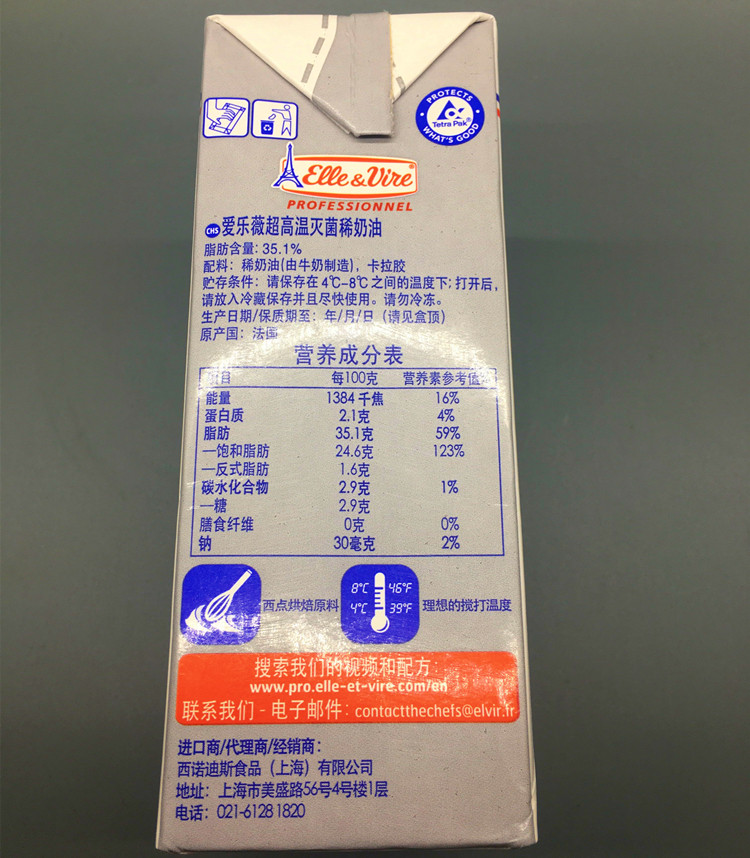 PROTECTS
Tetra Pak®
WHAT'S GOOD
Elle&Vire®
PROFESSIONNEL
CHS 爱乐薇超高温灭菌稀奶油
脂肪含量: 35.1%
配料: 稀奶油(由牛奶制造), 卡拉胶
贮存条件: 请保存在4℃-8℃之间的温度下; 打开后,
请放入冷藏保存并且尽快使用。请勿冷冻。
生产日期/保质期至: 年/月/日 (请见盒顶)
原产国: 法国
营养成分表
项目 每100克 营养素参考值%
能量 1384 千焦 16%
蛋白质 2.1克 4%
脂肪 35.1克 59%
—饱和脂肪 24.6克 123%
—反式脂肪 1.6克
碳水化合物 2.9克 1%
—糖 2.9克
膳食纤维 0克 0%
钠 30毫克 2%
西点烘焙原料
8°C 46°F
4°C 39°F
理想的搅打温度
搜索我们的视频和配方:
www.pro.elle-et-vire.com/en
联系我们 - 电子邮件: contactthechefs@elvir.fr
进口商/代理商/经销商:
西诺迪斯食品 (上海) 有限公司
地址: 上海市美盛路56号4号楼1层
电话: 021-6128 1820